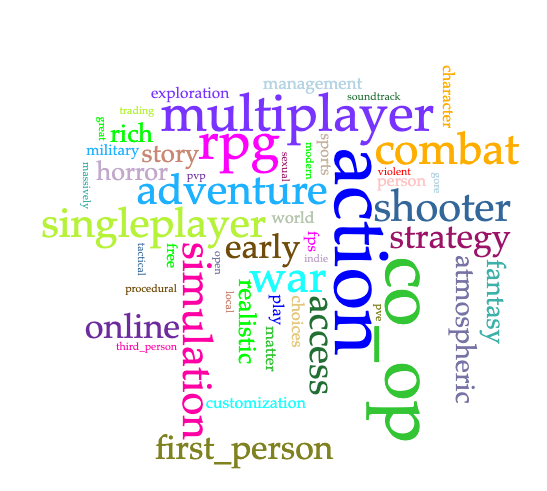 management
character
exploration
soundtrack
trading
multiplayer
great
rich
rpg
sports
combat
military
story
modern
horror
sexual
violent
massively
pvp
person
gore
adventure
action
shooter
singleplayer
world
strategy
tactical
free
open
early
fps
indie
simulation
war
co_op
atmospheric
fantasy
procedural
local
realistic
play
matter
choices
access
pve
online
third_person
customization
first_person